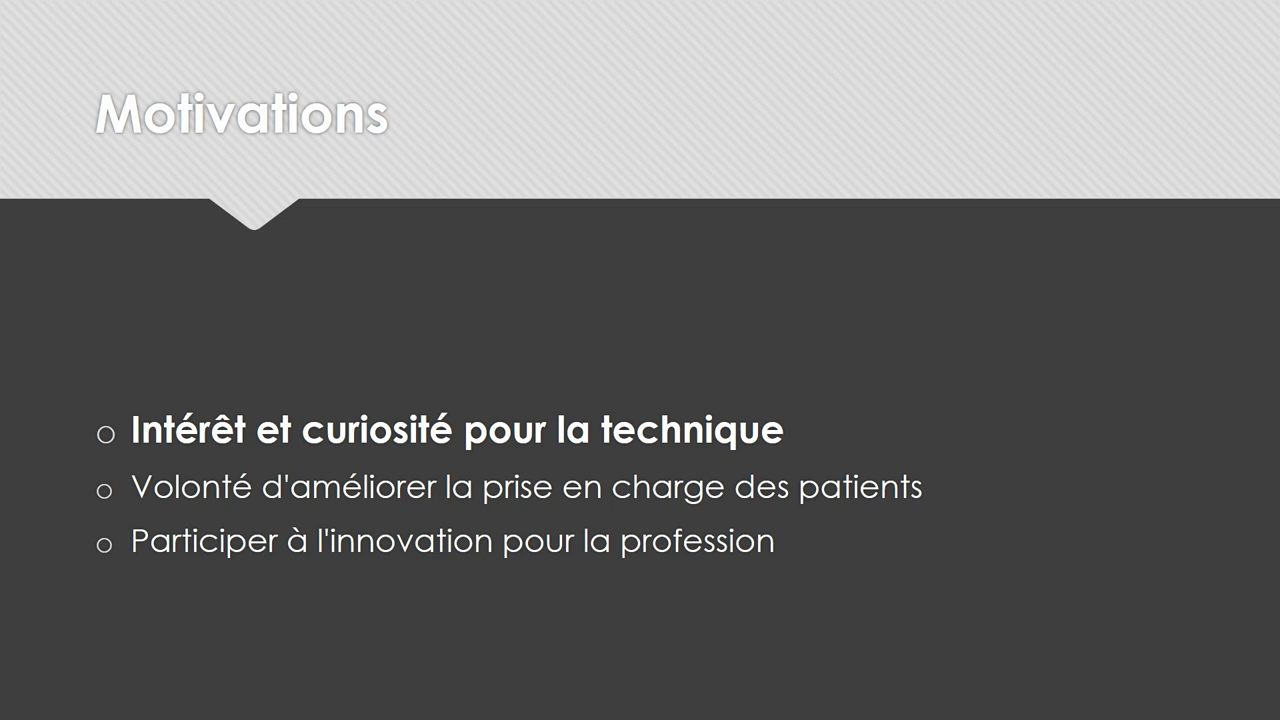 Motivations
o Intérêt et curiosité pour la technique
o Volonté d'améliorer la prise en charge des patients
o Participer à l'innovation pour la profession